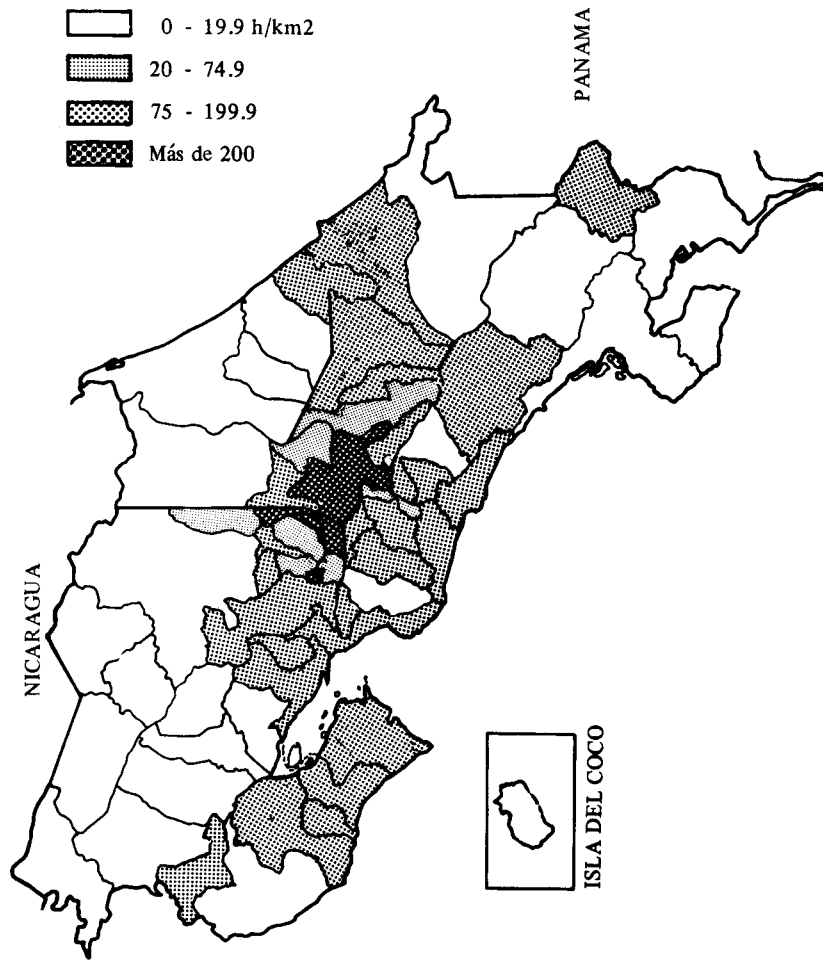 0 - 19.9 h/km2
20 - 74.9
75 - 199.9
Más de 200
PANAMA
NICARAGUA
ISLA DEL COCO